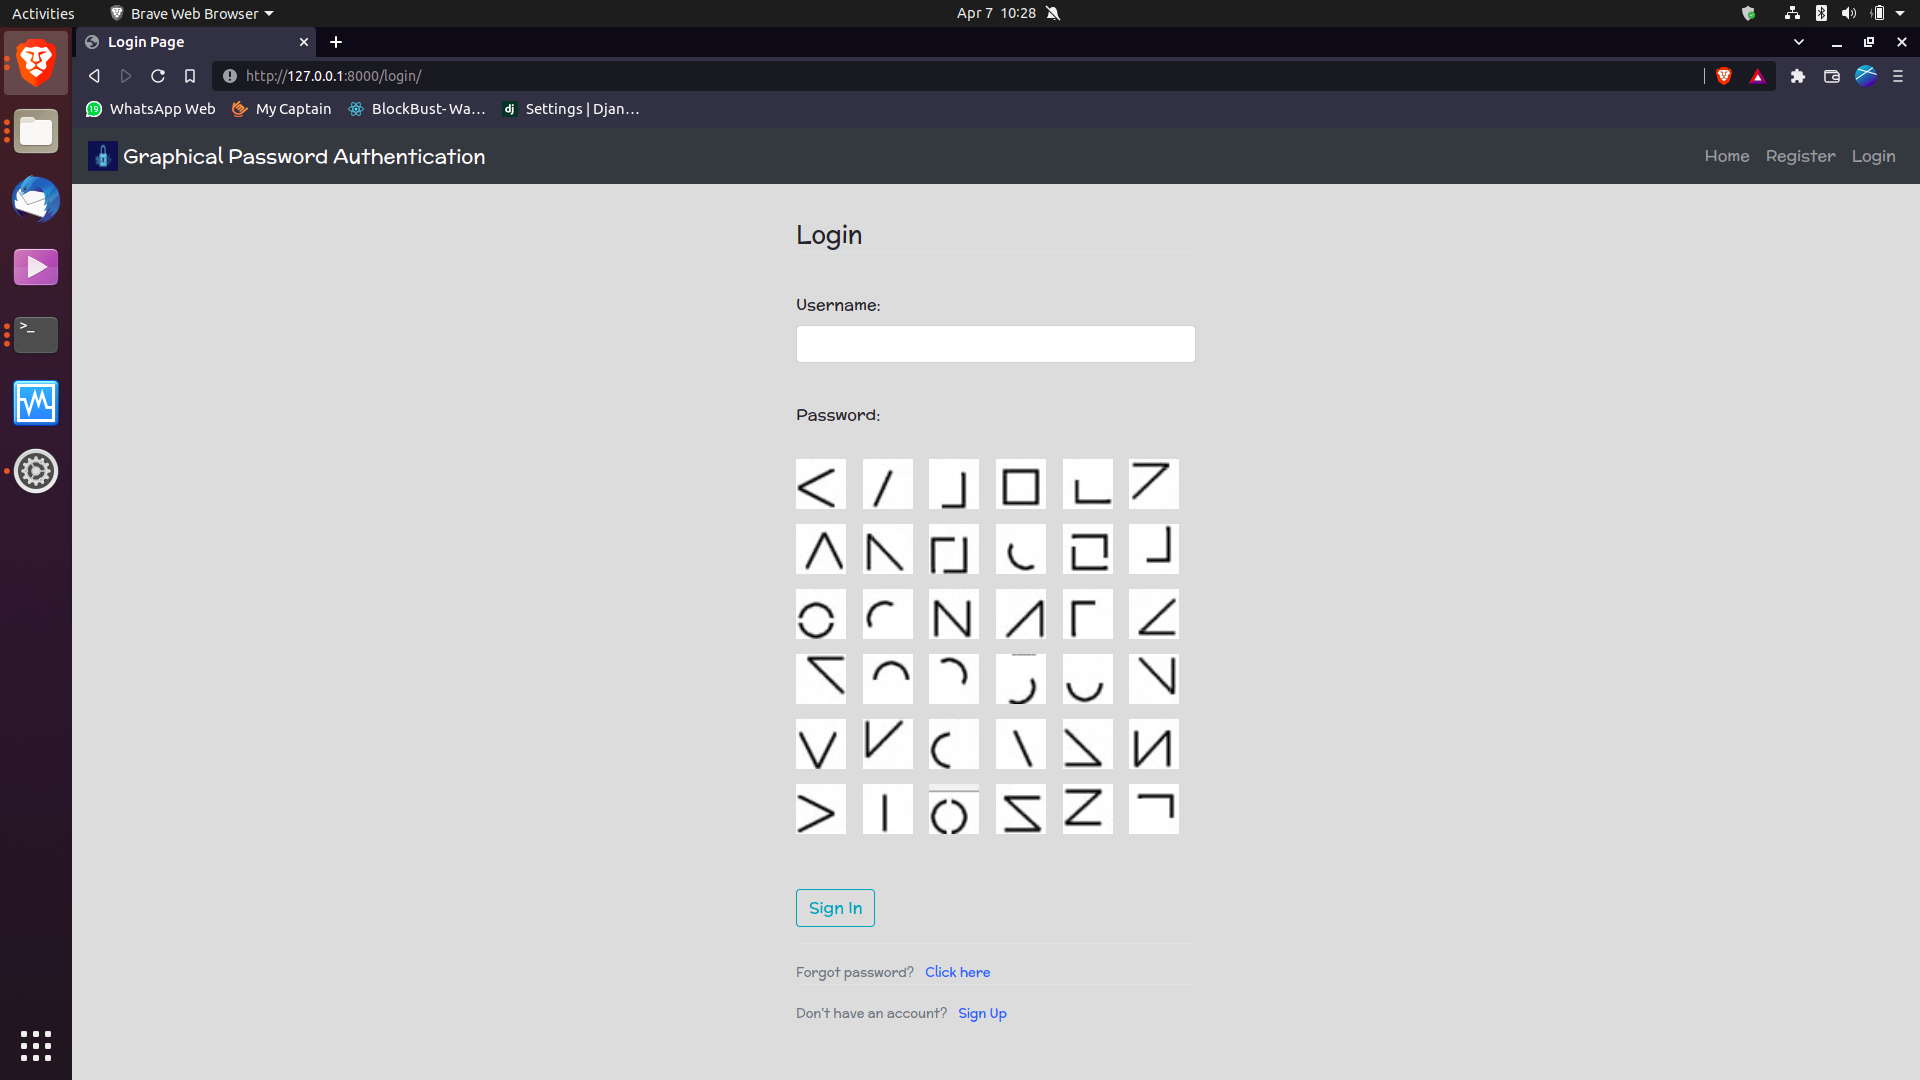 Activities Brave Web Browser Apr 7 10:28
Login Page
http://127.0.0.1:8000/login/
WhatsApp Web My Captain BlockBust- Wa... dj Settings | Djan...
Graphical Password Authentication Home Register Login
Login
Username:
Password:
Sign In
Forgot password? Click here
Don't have an account? Sign Up